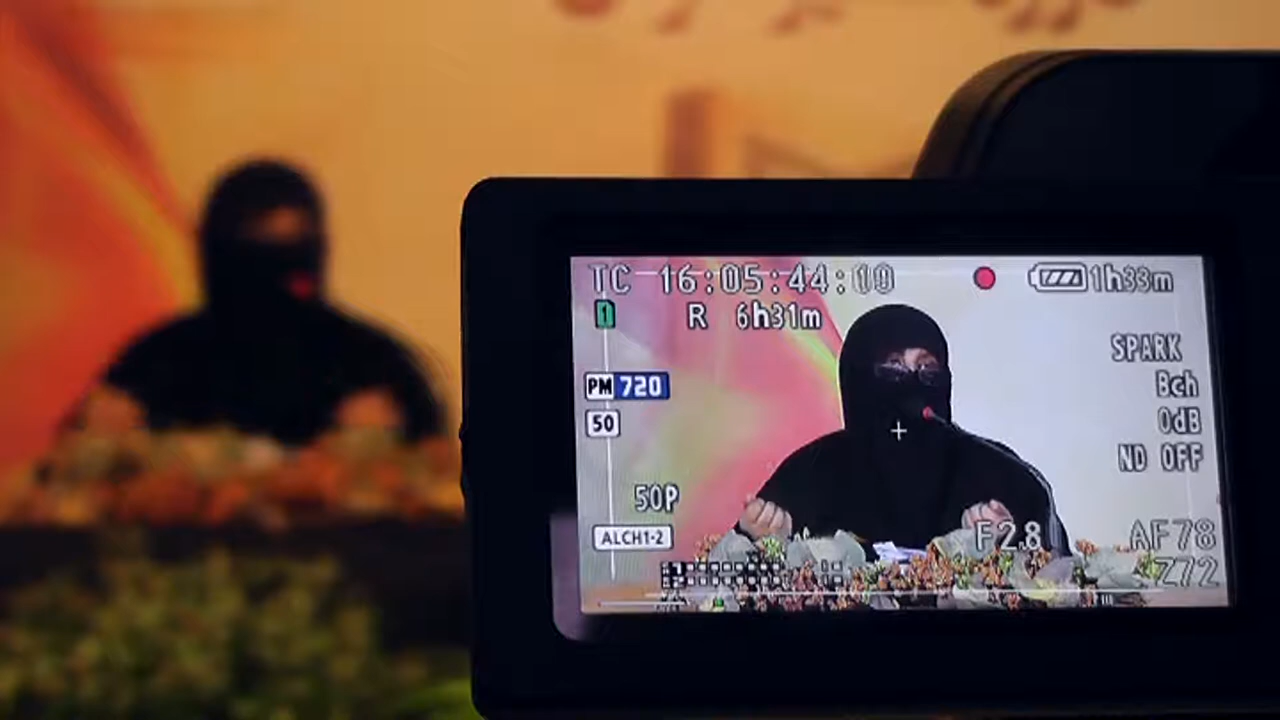 TC 16:05:44:09
1h33m
1 R 6h31m
SPARK
PM 720
8ch
0dB
50
ND OFF
50P
F2.8 AF78
ALCH1-2
Z72